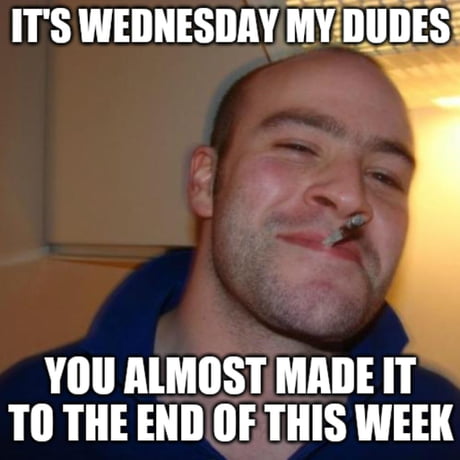 IT'S WEDNESDAY MY DUDES
YOU ALMOST MADE IT
TO THE END OF THIS WEEK